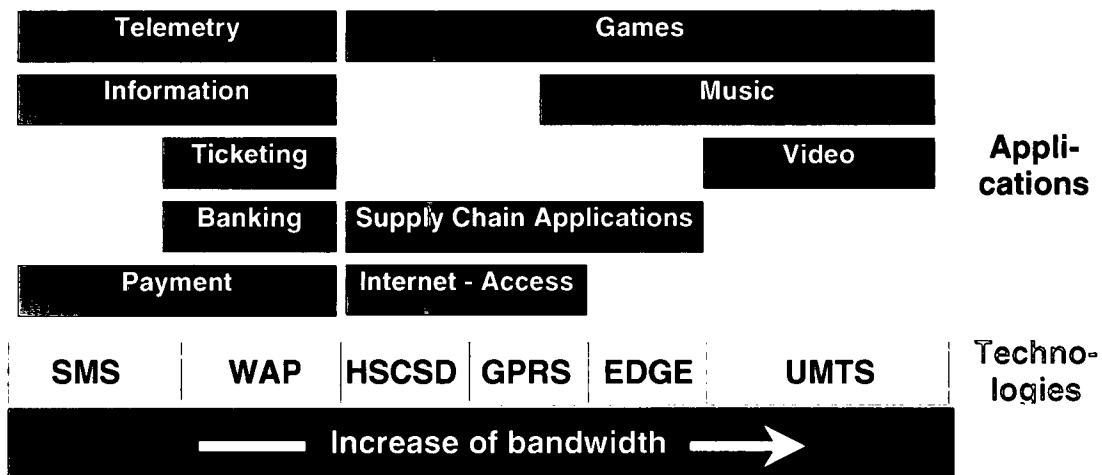 Telemetry Games
Information Music
Ticketing Video
Appli-
cations
Banking Supply Chain Applications
Payment Internet - Access
SMS WAP HSCSD GPRS EDGE UMTS
Techno-
logies
Increase of bandwidth